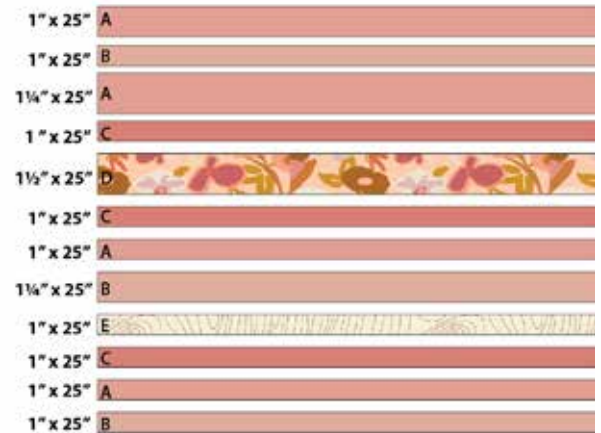 1” x 25” A
1” x 25” B
1¼” x 25” A
1 ” x 25” C
1½” x 25” D
1” x 25” C
1” x 25” A
1¼” x 25” B
1” x 25” E
1” x 25” C
1” x 25” A
1” x 25” B